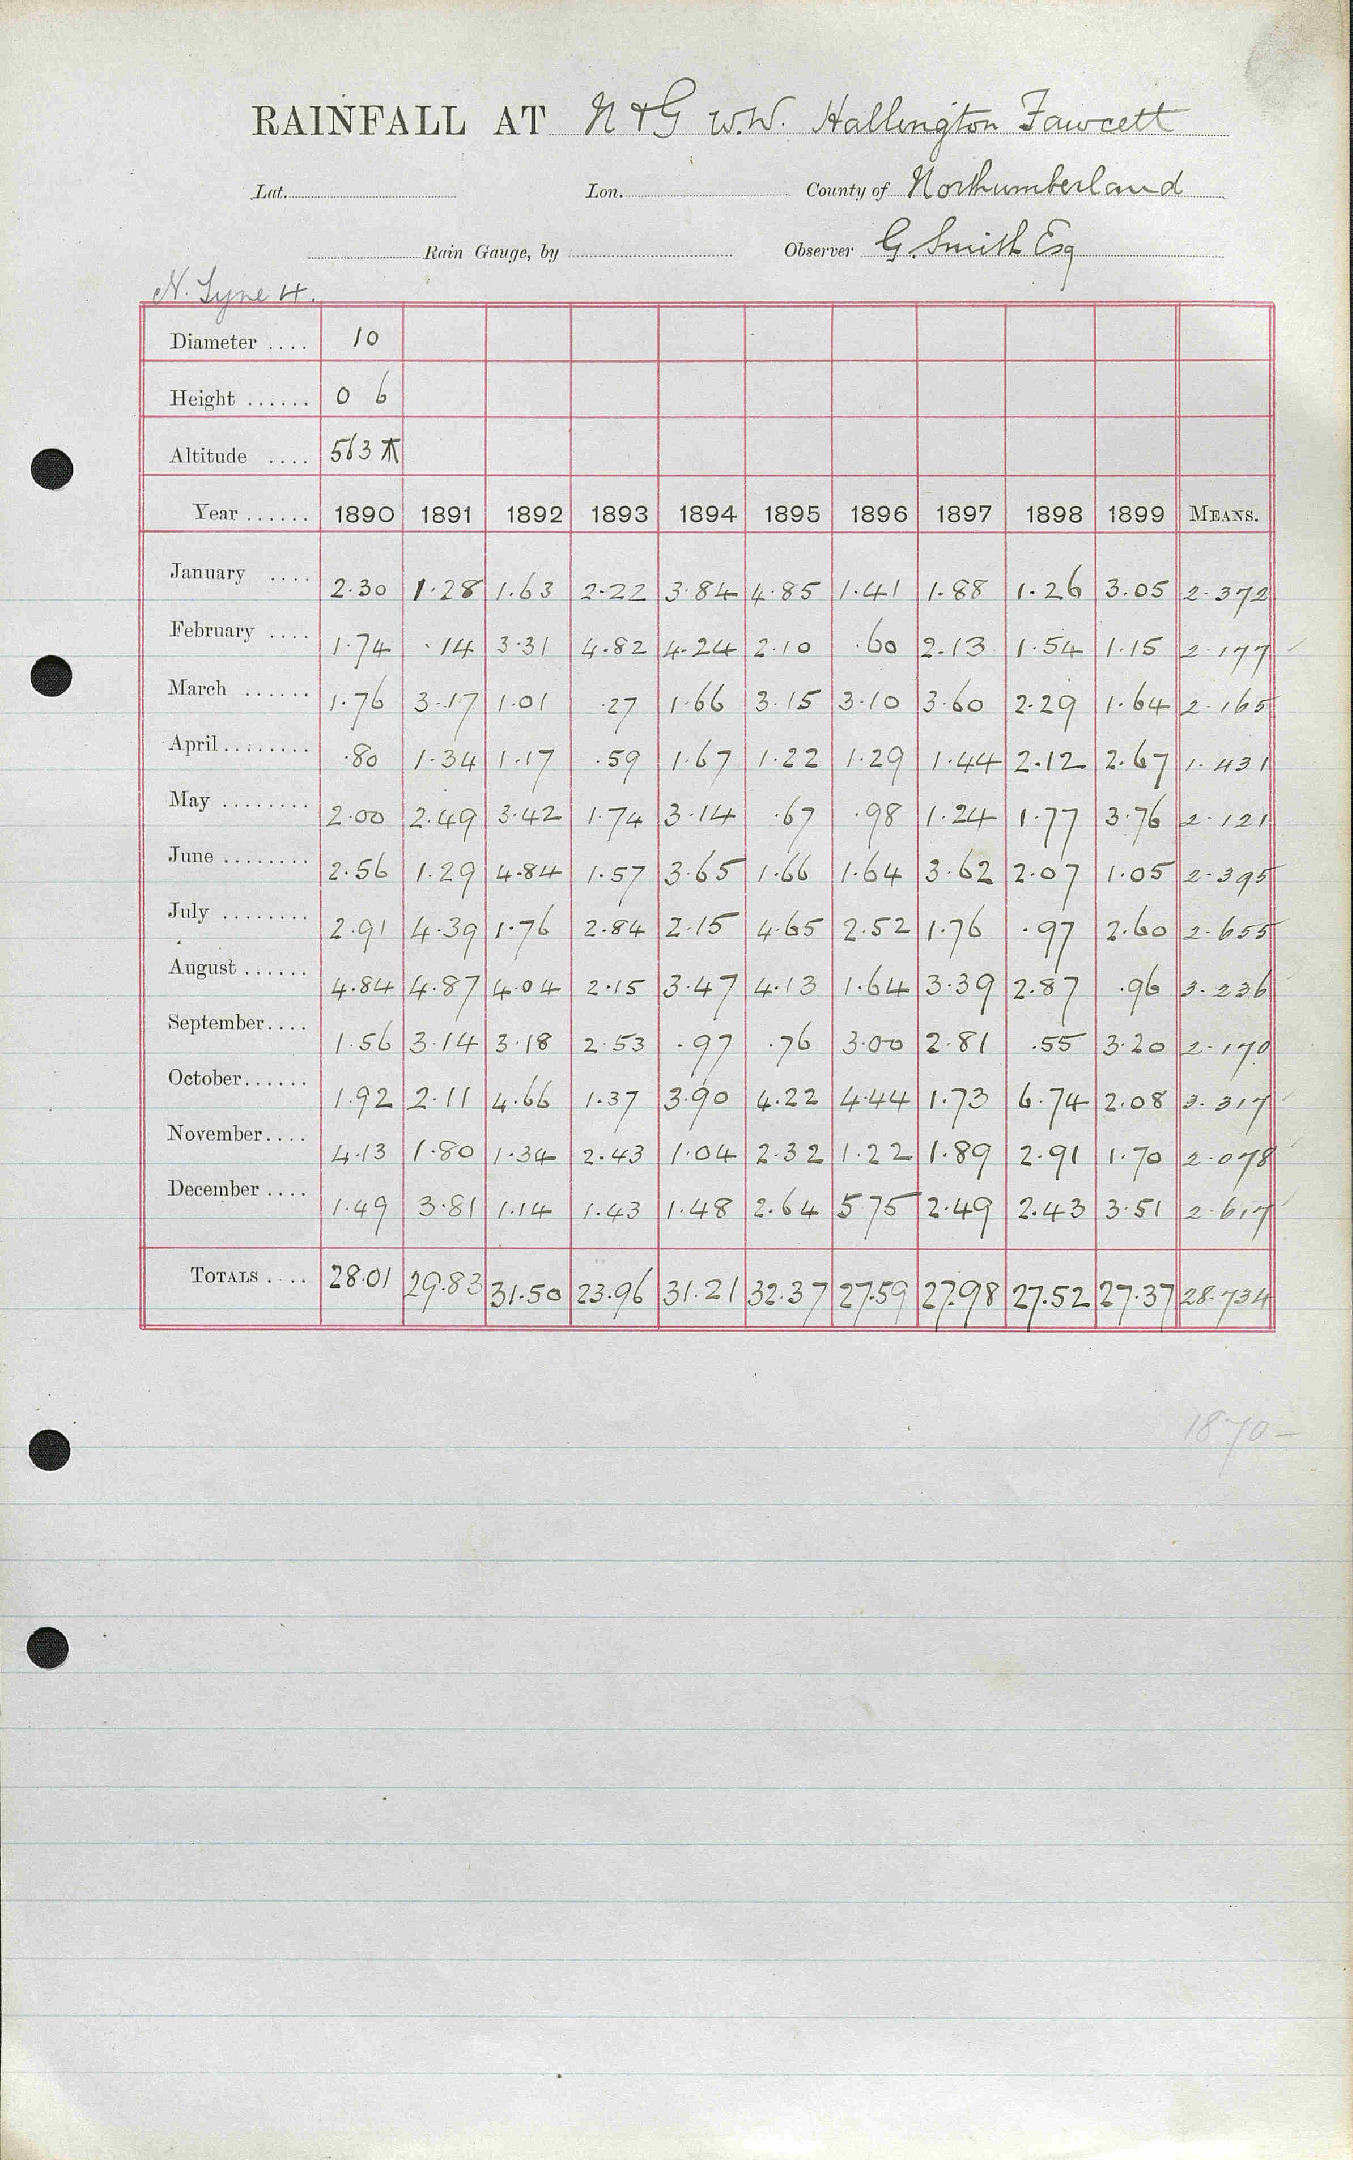 RAINFALL AT N & G W.W. Hallington Fawcett
Lat. Lon. County of Northumberland
Rain Gauge, by Observer G. Smith Esq
N. Tyne 4.
Diameter .... 10
Height ...... 0 6
Altitude .... 563
Year ...... 1890 1891 1892 1893 1894 1895 1896 1897 1898 1899 MEANS.
January .... 2.30 1.28 1.63 2.22 3.84 4.85 1.41 1.88 1.26 3.05 2.372
February .... 1.74 .14 3.31 4.82 4.24 2.10 .60 2.13 1.54 1.15 2.177
March ...... 1.76 3.17 1.01 .27 1.66 3.15 3.10 3.60 2.29 1.64 2.165
April ........ .80 1.34 1.17 .59 1.67 1.22 1.29 1.44 2.12 2.67 1.431
May ........ 2.00 2.49 3.42 1.74 3.14 .67 .98 1.24 1.77 3.76 2.121
June ........ 2.56 1.29 4.84 1.57 3.65 1.66 1.64 3.62 2.07 1.05 2.395
July ........ 2.91 4.39 1.76 2.84 2.15 4.65 2.52 1.76 .97 2.60 2.655
August ...... 4.84 4.87 4.04 2.15 3.47 4.13 1.64 3.39 2.87 .96 3.236
September.... 1.56 3.14 3.18 2.53 .97 .76 3.00 2.81 .55 3.20 2.170
October...... 1.92 2.11 4.66 1.37 3.90 4.22 4.44 1.73 6.74 2.08 3.317
November.... 4.13 1.80 1.34 2.43 1.04 2.32 1.22 1.89 2.91 1.70 2.078
December .... 1.49 3.81 1.14 1.43 1.48 2.64 5.75 2.49 2.43 3.51 2.617
TOTALS .... 28.01 29.83 31.50 23.96 31.21 32.37 27.59 27.98 27.52 27.37 28.734
1870-